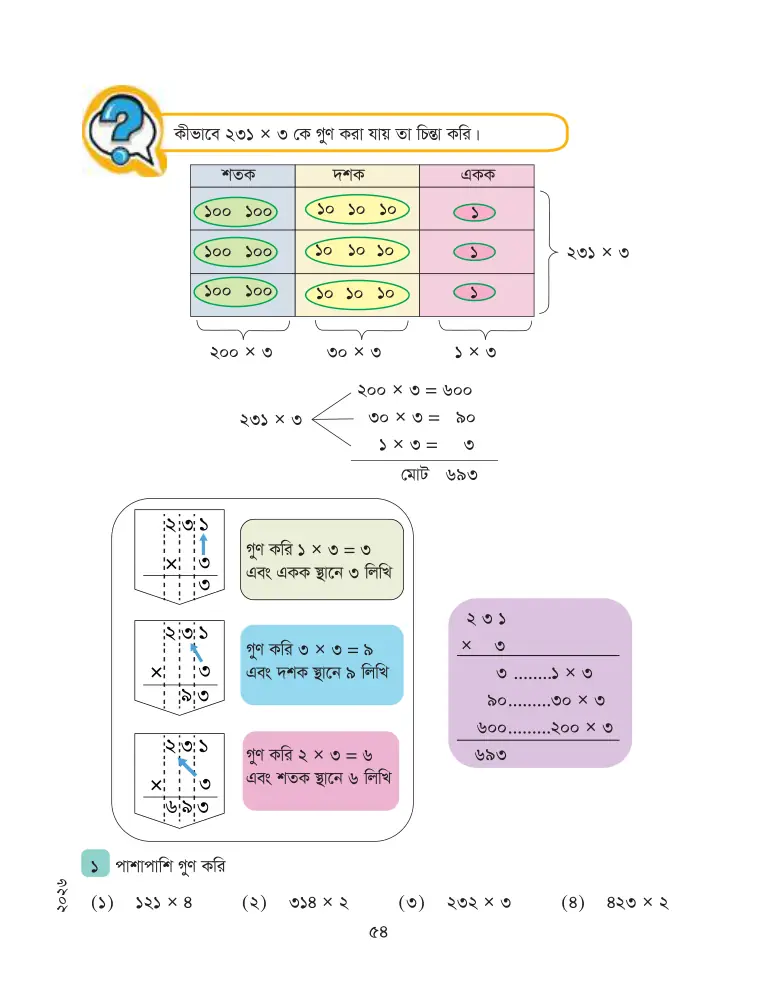 কীভাবে ২৩১ × ৩ কে গুণ করা যায় তা চিন্তা করি।
শতক দশক একক
১০০ ১০০ ১০ ১০ ১০ ১
১০০ ১০০ ১০ ১০ ১০ ১
১০০ ১০০ ১০ ১০ ১০ ১
২৩১ × ৩
২০০ × ৩ ৩০ × ৩ ১ × ৩
২০০ × ৩ = ৬০০
২৩১ × ৩ ৩০ × ৩ = ৯০
১ × ৩ = ৩
মোট ৬৯৩
২ ৩ ১
× ৩
৩
গুণ করি ১ × ৩ = ৩
এবং একক স্থানে ৩ লিখি
২ ৩ ১
× ৩
৯ ৩
গুণ করি ৩ × ৩ = ৯
এবং দশক স্থানে ৯ লিখি
২ ৩ ১
× ৩
৬ ৯ ৩
গুণ করি ২ × ৩ = ৬
এবং শতক স্থানে ৬ লিখি
২ ৩ ১
× ৩
৩ ........১ × ৩
৯০.........৩০ × ৩
৬০০.........২০০ × ৩
৬৯৩
১ পাশাপাশি গুণ করি
(১) ১২১ × ৪ (২) ৩১৪ × ২ (৩) ২৩২ × ৩ (৪) ৪২৩ × ২
২০২৬
৫৪